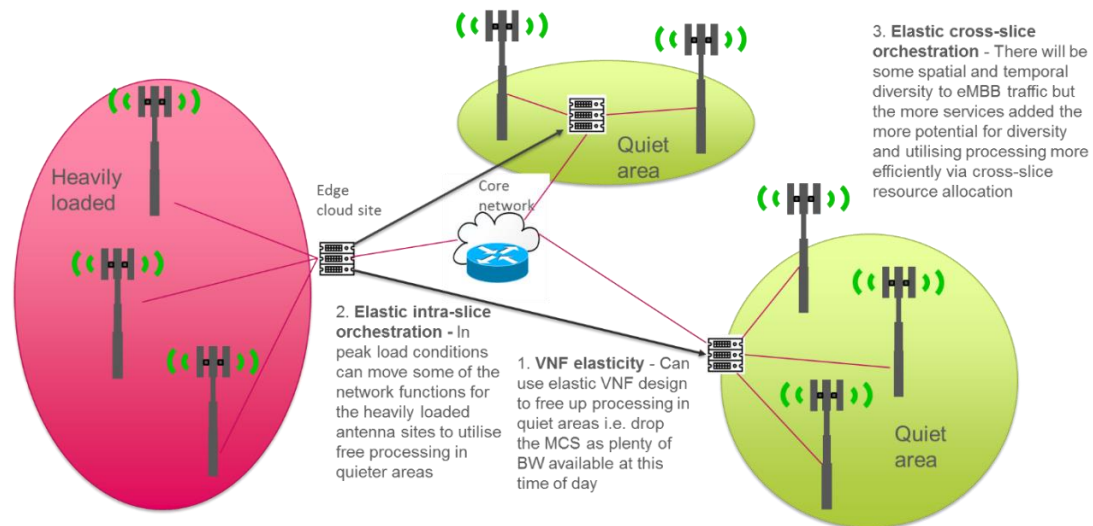 Heavily
loaded
Edge
cloud site
Core
network
Quiet
area
3. Elastic cross-slice
orchestration - There will be
some spatial and temporal
diversity to eMBB traffic but
the more services added the
more potential for diversity
and utilising processing more
efficiently via cross-slice
resource allocation
2. Elastic intra-slice
orchestration - In
peak load conditions
can move some of the
network functions for
the heavily loaded
antenna sites to utilise
free processing in
quieter areas
1. VNF elasticity - Can
use elastic VNF design
to free up processing in
quiet areas i.e. drop
the MCS as plenty of
BW available at this
time of day
Quiet
area